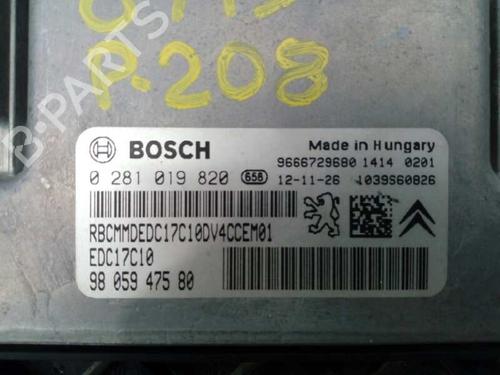 P-208
B-PARTS
BOSCH
Made in Hungary
9666729680 1414 0201
0 281 019 820 656 12-11-26 1039S60826
RBCMMDEDC17C10DV4CCEM01
EDC17C10
98 059 475 80